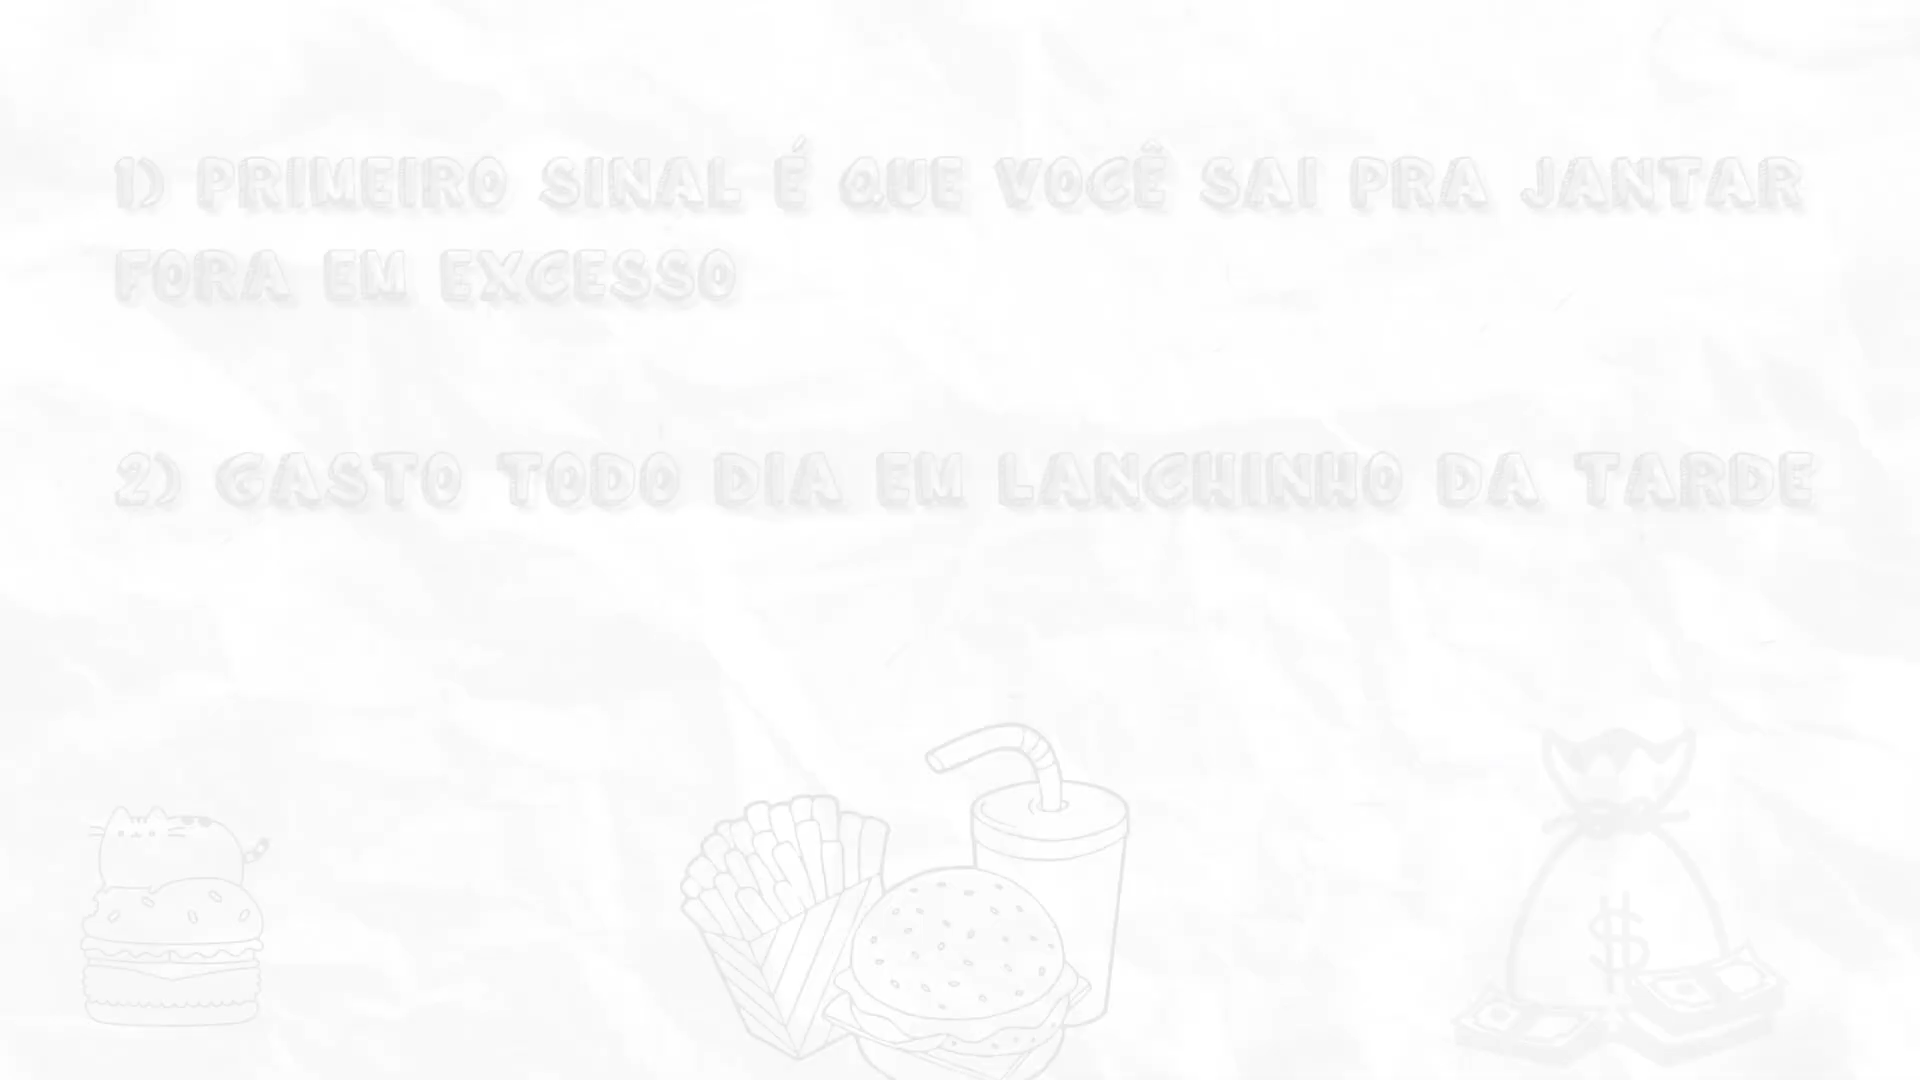 1) PRIMEIRO SINAL É QUE VOCÊ SAI PRA JANTAR
FORA EM EXCESSO
2) GASTO TODO DIA EM LANCHINHO DA TARDE
$